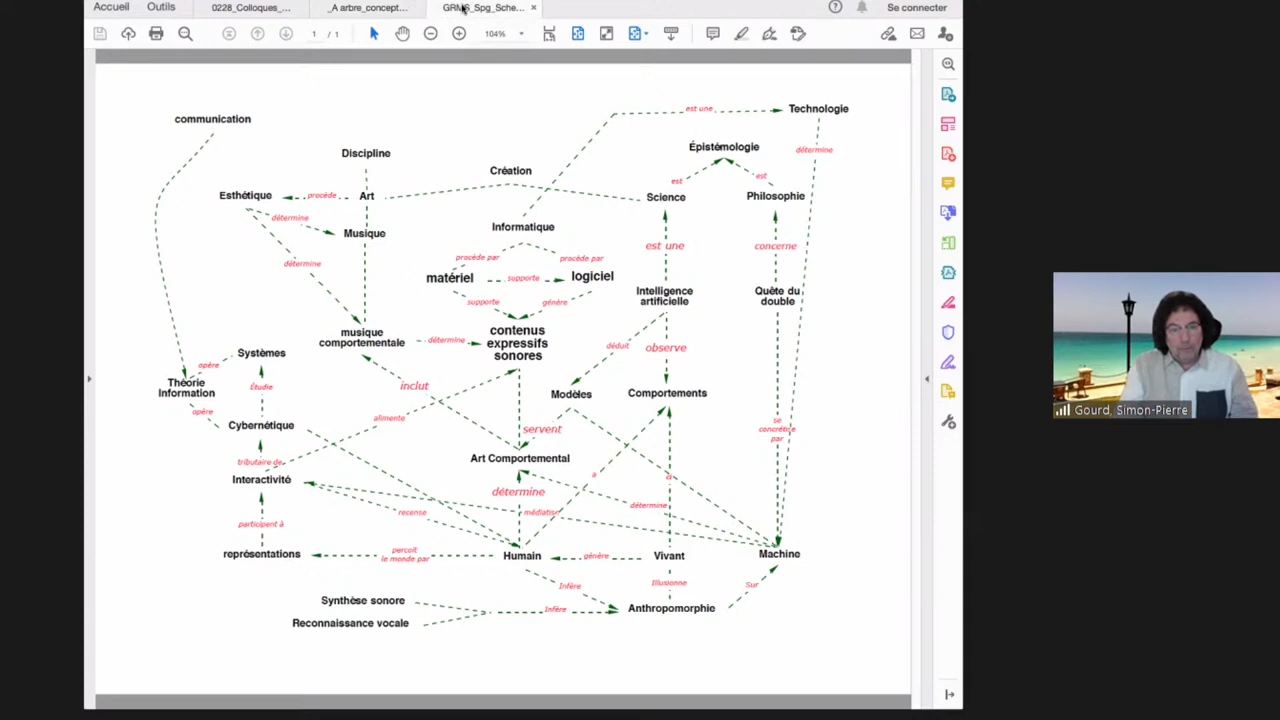 Accueil
Outils
0228_Colloques_...
_A arbre_concept...
GRMS_Spg_Sche...
Se connecter
1 / 1
104%
est une
Technologie
communication
Épistémologie
détermine
Discipline
Création
est
est
Esthétique
procède
Art
Science
Philosophie
détermine
Musique
Informatique
est une
concerne
procède par
procède par
détermine
matériel
supporte
logiciel
Intelligence
artificielle
Quête du
double
supporte
génère
musique
comportementale
détermine
contenus
expressifs
sonores
déduit
observe
Systèmes
opère
Théorie
Information
Étudie
inclut
Modèles
Comportements
opère
alimente
servent
se
concrétise
par
Cybernétique
tributaire de
Art Comportemental
Interactivité
détermine
a
a
détermine
recense
médiatise
participent à
représentations
perçoit
le monde par
Humain
génère
Vivant
Machine
Infère
Illusionne
Sur
Synthèse sonore
Infère
Anthropomorphie
Reconnaissance vocale
Gourd, Simon-Pierre